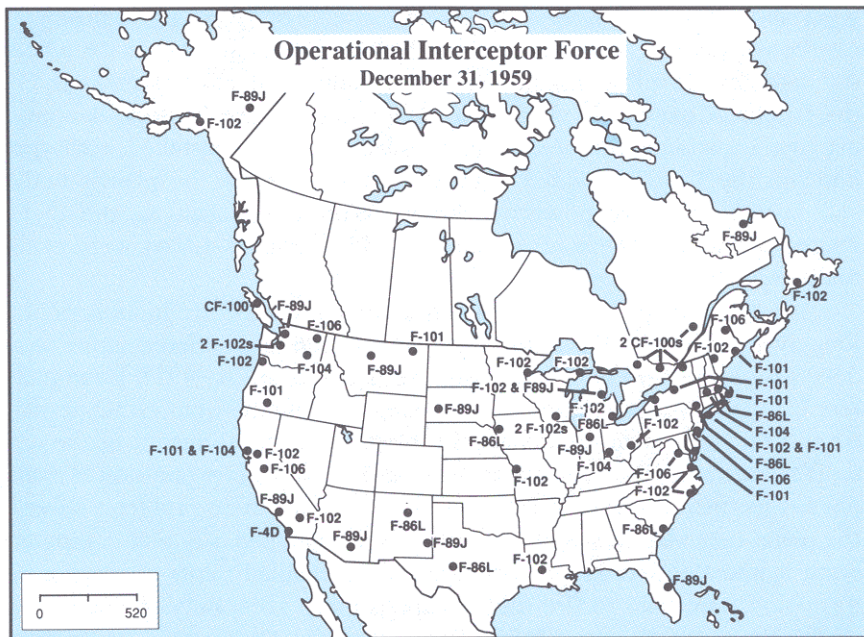 Operational Interceptor Force
December 31, 1959
F-89J
F-102
F-89J
F-102
CF-100
F-89J
2 F-102s
F-102
F-106
F-104
F-101
F-89J
F-101
F-102
F-102
F-102 & F89J
2 CF-100s
F-106
F-102
F-101
F-101
F-101
F-86L
F-104
F-102 & F-101
F-86L
F-106
F-101
F-89J
F-86L
2 F-102s
F-102
F86L
F-89J
F-104
F-102
F-106
F-102
F-101 & F-104
F-102
F-106
F-102
F-89J
F-102
F-4D
F-89J
F-86L
F-89J
F-86L
F-102
F-86L
F-89J
0
520